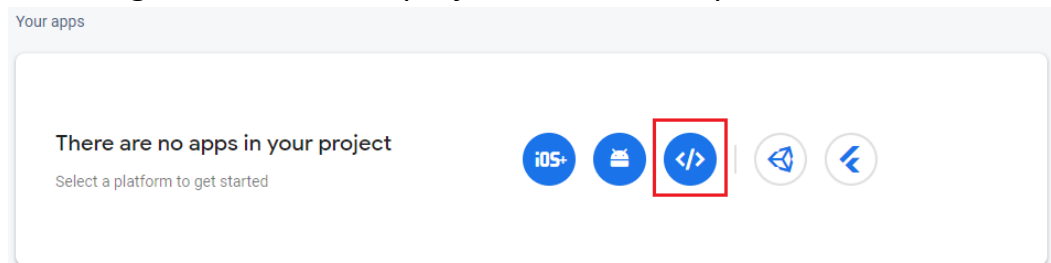 Your apps
There are no apps in your project
iOS+
</>
Select a platform to get started